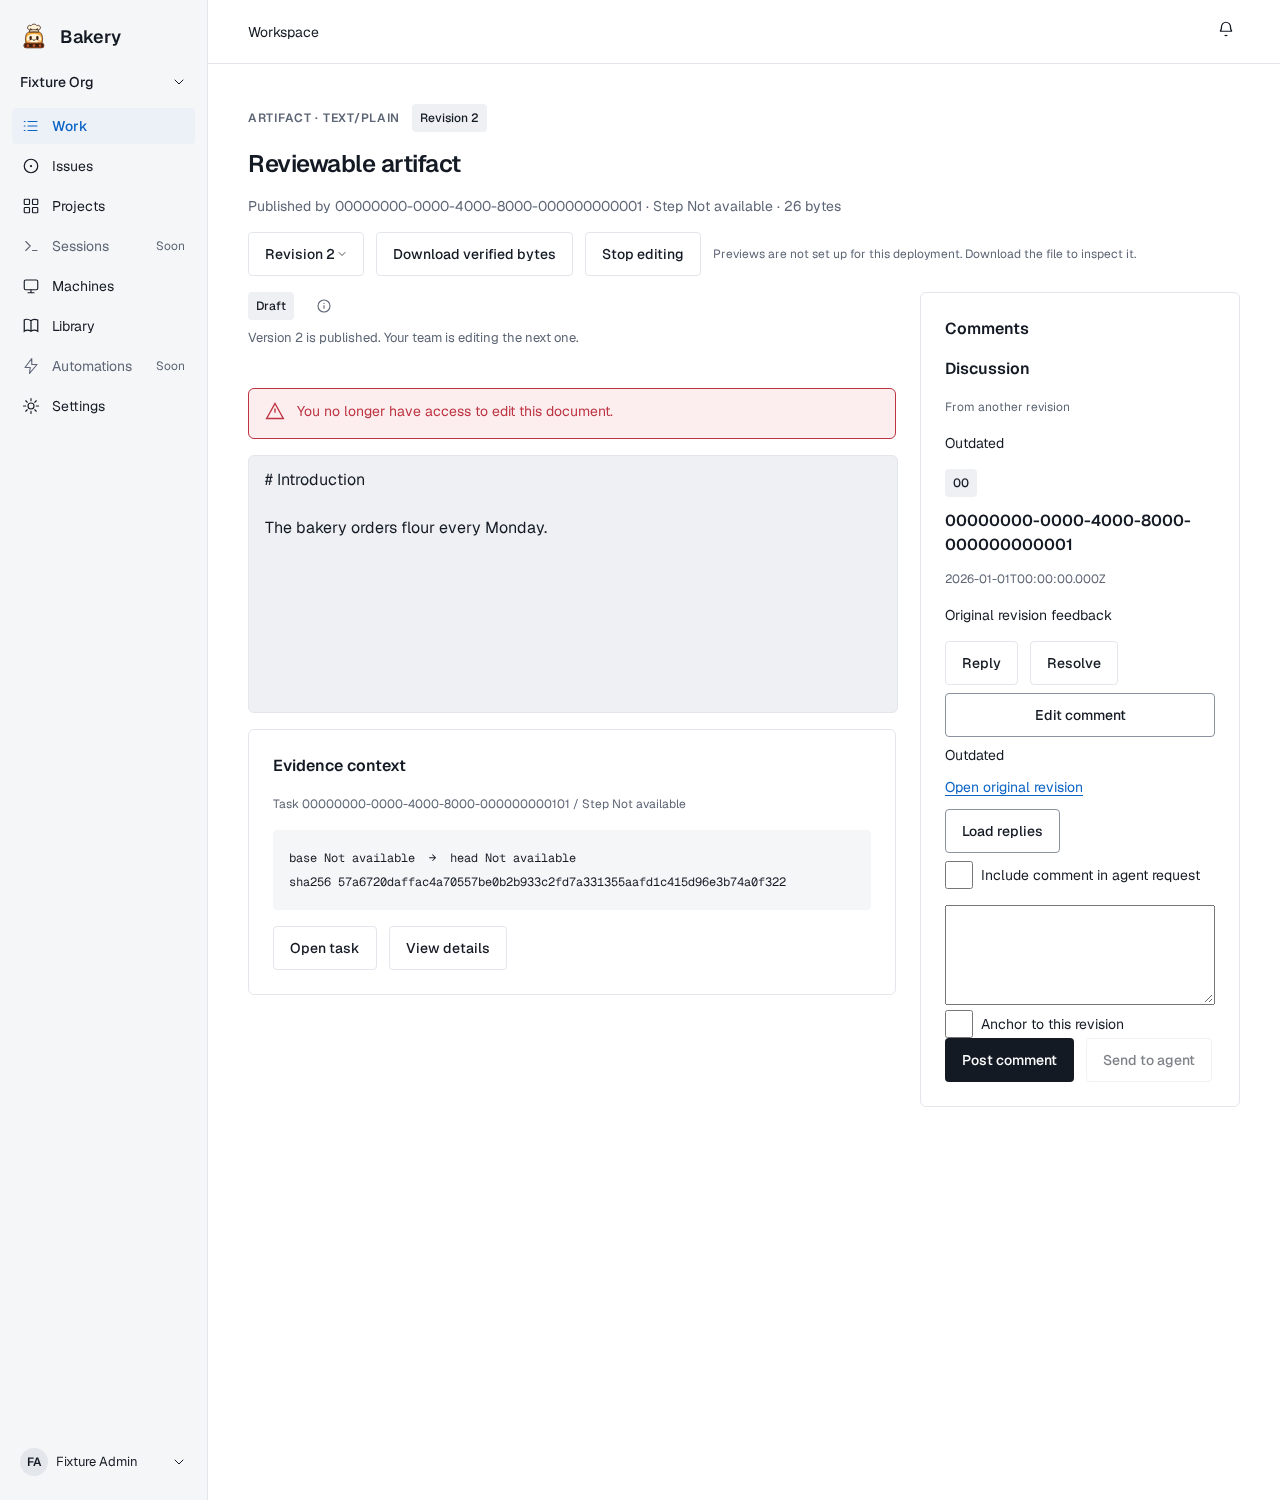 Bakery
Fixture Org
Work
Issues
Projects
Sessions Soon
Machines
Library
Automations Soon
Settings
FA Fixture Admin
Workspace
ARTIFACT · TEXT/PLAIN Revision 2
Reviewable artifact
Published by 00000000-0000-4000-8000-000000000001 · Step Not available · 26 bytes
Revision 2 Download verified bytes Stop editing Previews are not set up for this deployment. Download the file to inspect it.
Draft
Version 2 is published. Your team is editing the next one.
You no longer have access to edit this document.
# Introduction
The bakery orders flour every Monday.
Evidence context
Task 00000000-0000-4000-8000-000000000101 / Step Not available
base Not available → head Not available
sha256 57a6720daffac4a70557be0b2b933c2fd7a331355aafd1c415d96e3b74a0f322
Open task View details
Comments
Discussion
From another revision
Outdated
00
00000000-0000-4000-8000-
000000000001
2026-01-01T00:00:00.000Z
Original revision feedback
Reply Resolve
Edit comment
Outdated
Open original revision
Load replies
Include comment in agent request
Anchor to this revision
Post comment Send to agent